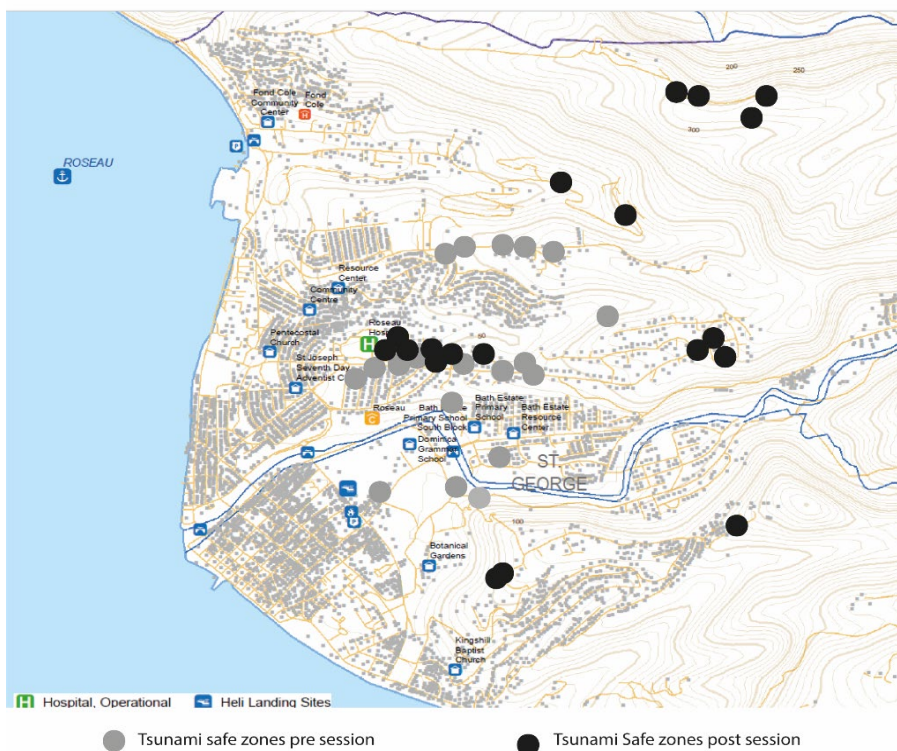 200
250
Fond Cole
Community
Center
Fond
Cole
H
300
P
ROSEAU
Resource
Center
Community
Centre
Roseau
50
H
Pentecostal
Church
St Joseph
Seventh Day
Adventist
Roseau
C
Bath
Primary School
South Block
Bath Estate
Primary
School
Bath Estate
Resource
Center
Dominica
Grammar
School
ST.
GEORGE
100
P
Botanical
Gardens
Kingshill
Baptist
Church
H Hospital, Operational
Heli Landing Sites
Tsunami safe zones pre session
Tsunami Safe zones post session